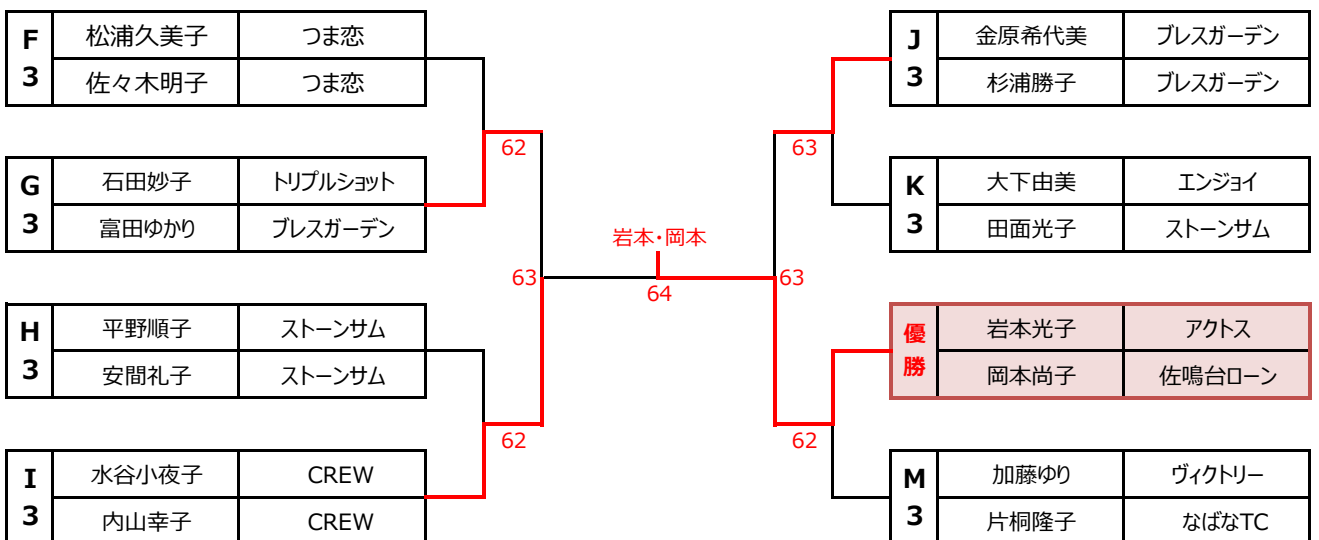 F 松浦久美子 つま恋
3 佐々木明子 つま恋
62
G 石田妙子 トリプルショット
3 富田ゆかり ブレスガーデン
63
H 平野順子 ストーンサム
3 安間礼子 ストーンサム
62
I 水谷小夜子 CREW
3 内山幸子 CREW
岩本・岡本
64
J 金原希代美 ブレスガーデン
3 杉浦勝子 ブレスガーデン
63
K 大下由美 エンジョイ
3 田面光子 ストーンサム
63
優 岩本光子 アクトス
勝 岡本尚子 佐鳴台ローン
62
M 加藤ゆり ヴィクトリー
3 片桐隆子 なばなTC